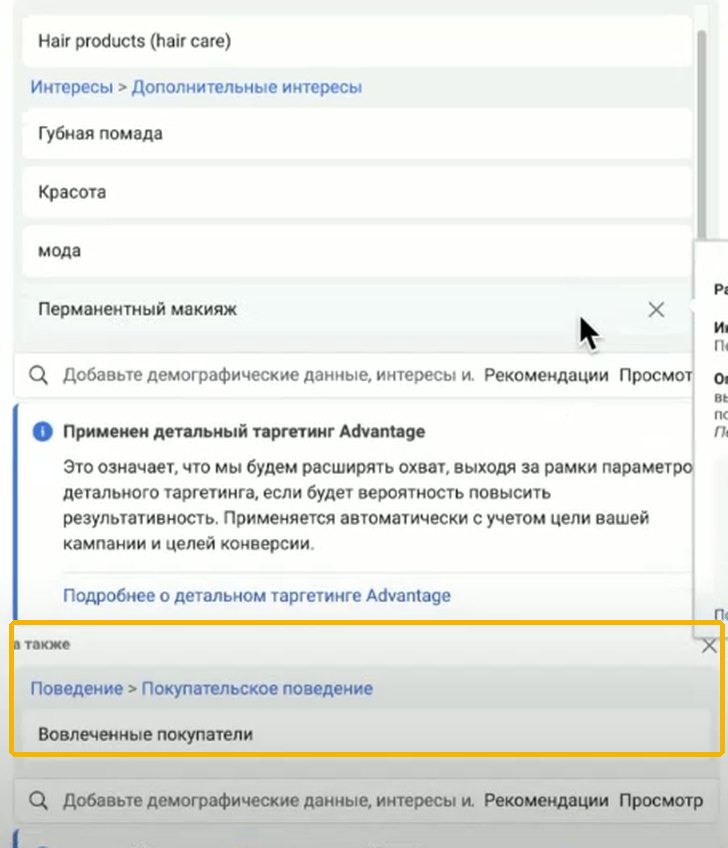 Hair products (hair care)
Интересы > Дополнительные интересы
Губная помада
Красота
мода
Перманентный макияж
Добавьте демографические данные, интересы и. Рекомендации Просмот
Применен детальный таргетинг Advantage
Это означает, что мы будем расширять охват, выходя за рамки параметро
детального таргетинга, если будет вероятность повысить
результативность. Применяется автоматически с учетом цели вашей
кампании и целей конверсии.
Подробнее о детальном таргетинге Advantage
а также
Поведение > Покупательское поведение
Вовлеченные покупатели
Добавьте демографические данные, интересы и. Рекомендации Просмотр